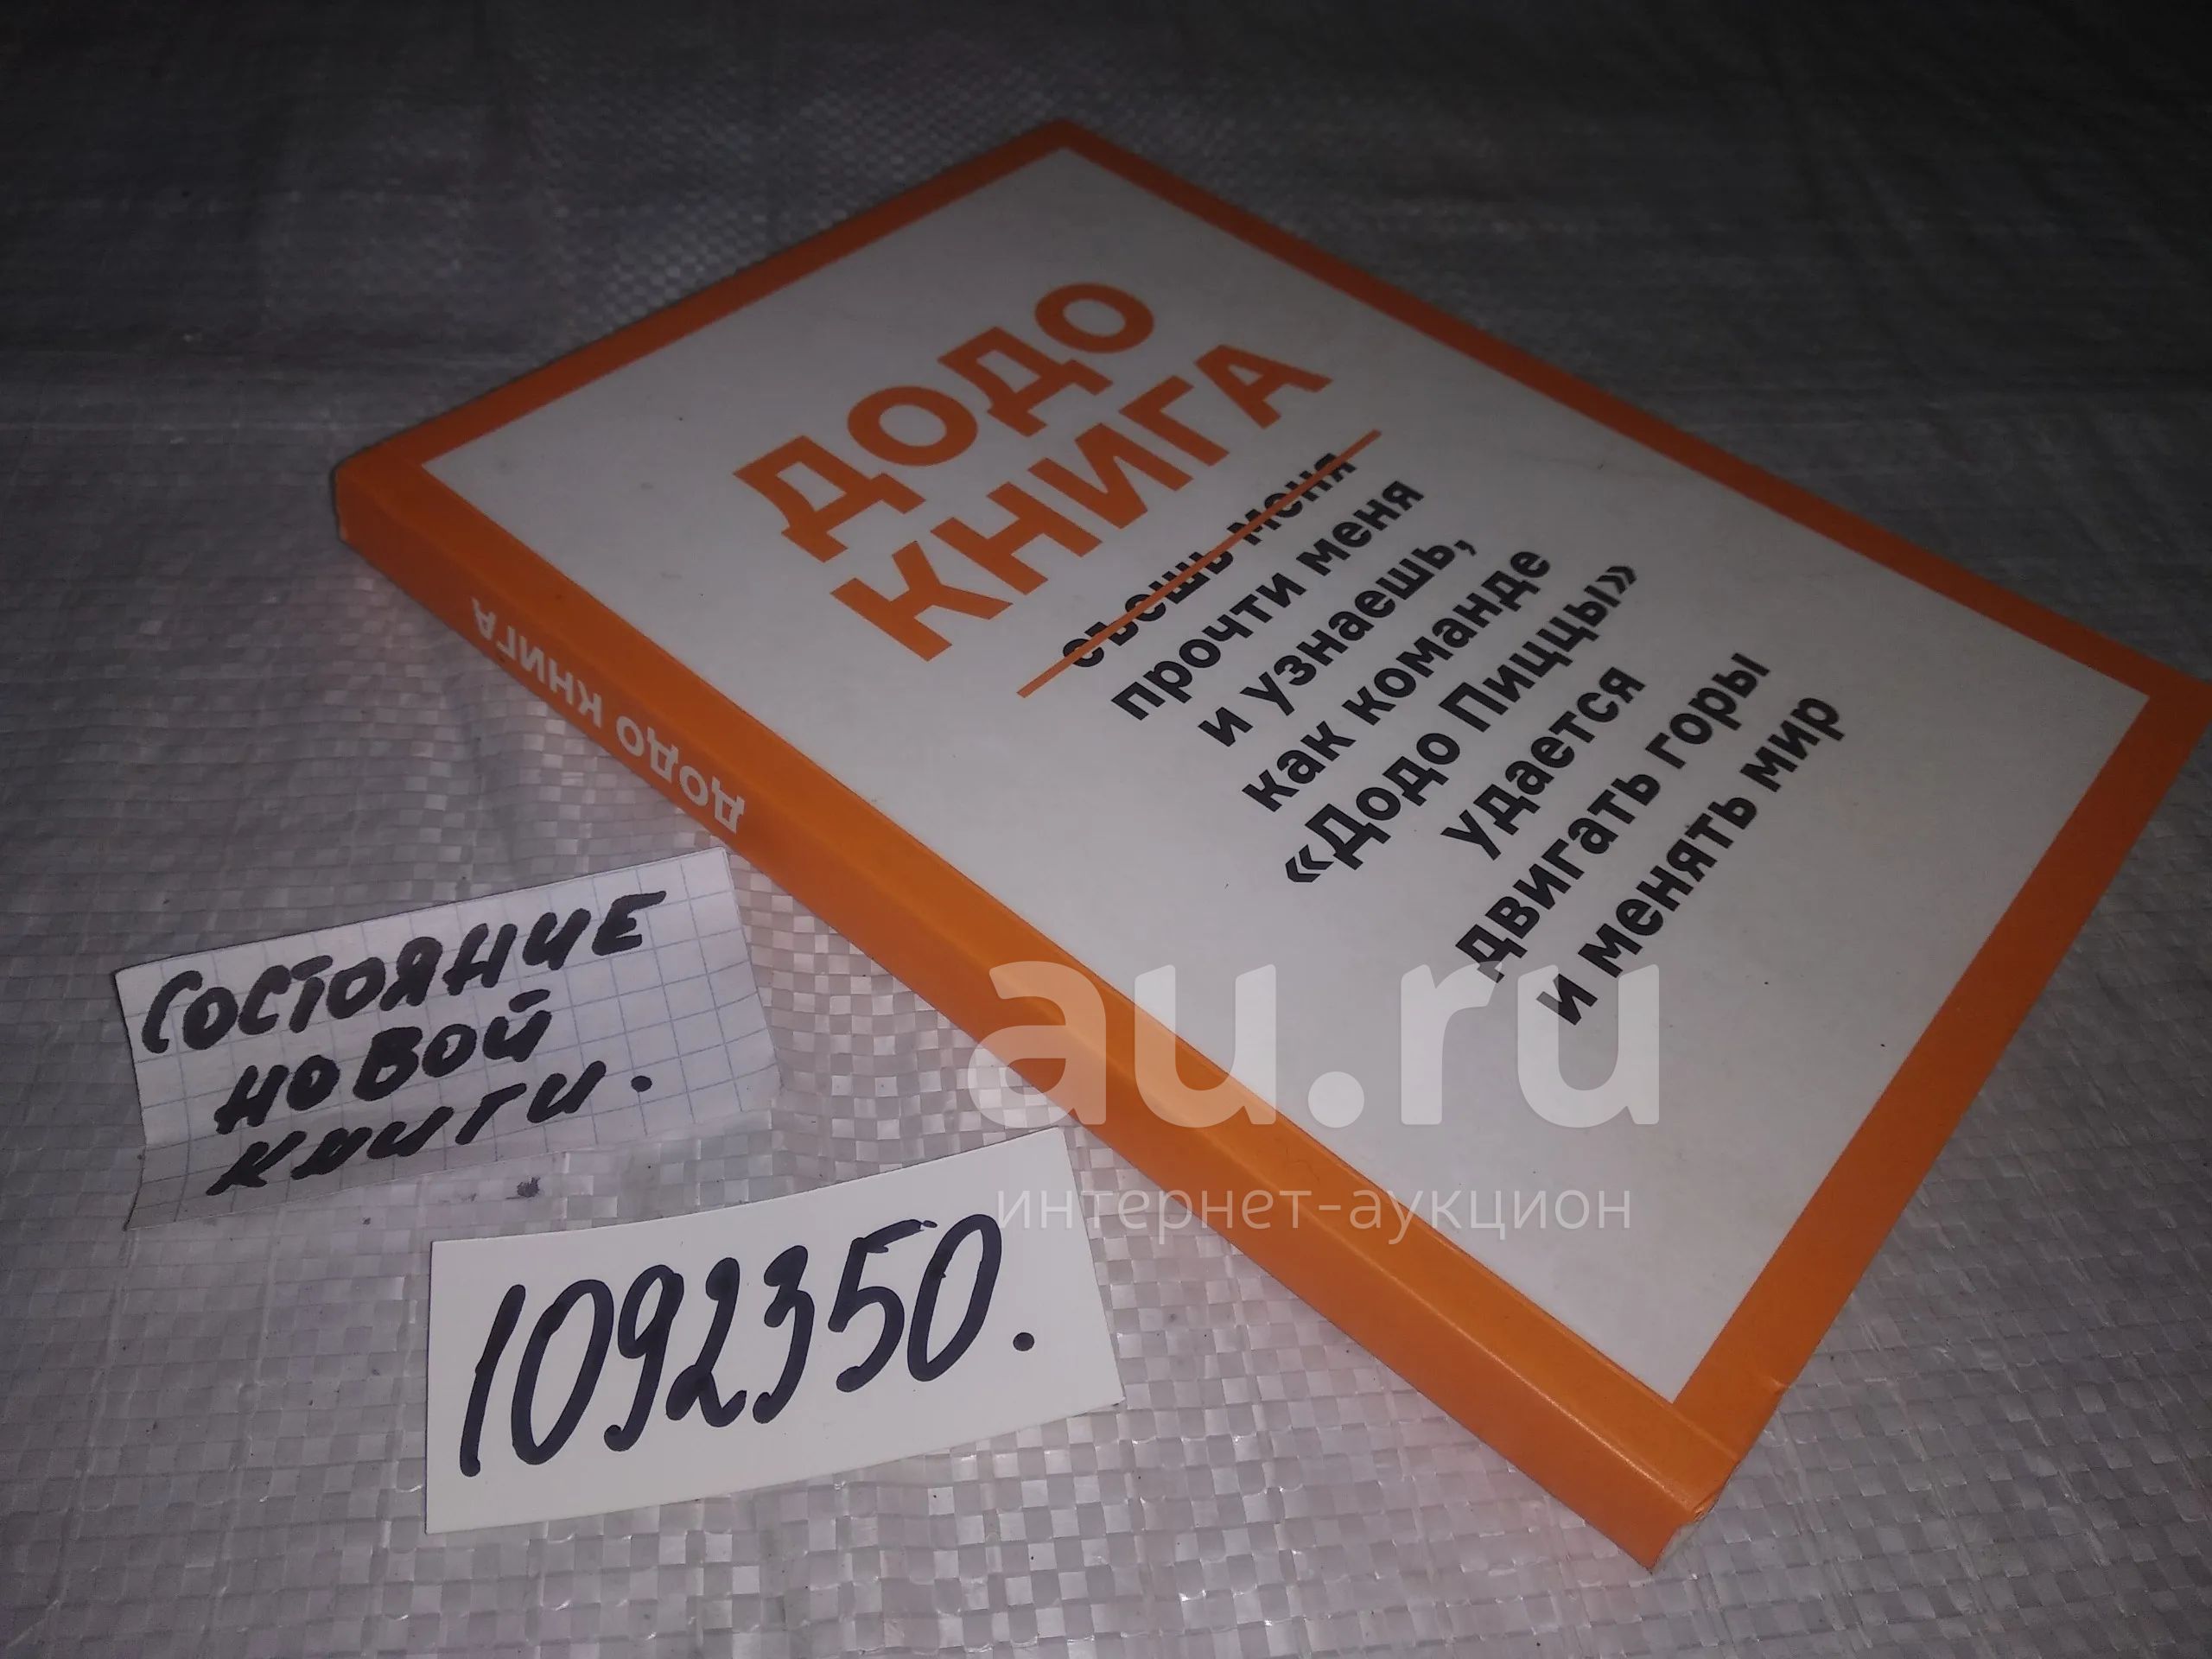 ДОДО
КНИГА
съешь меня
прочти меня
и узнаешь,
как команде
«Додо Пиццы»
удается
двигать горы
и менять мир
ДОДО КНИГА
СОСТОЯНИЕ
НОВОЙ
КНИГИ.
1092350.
au.ru
интернет-аукцион